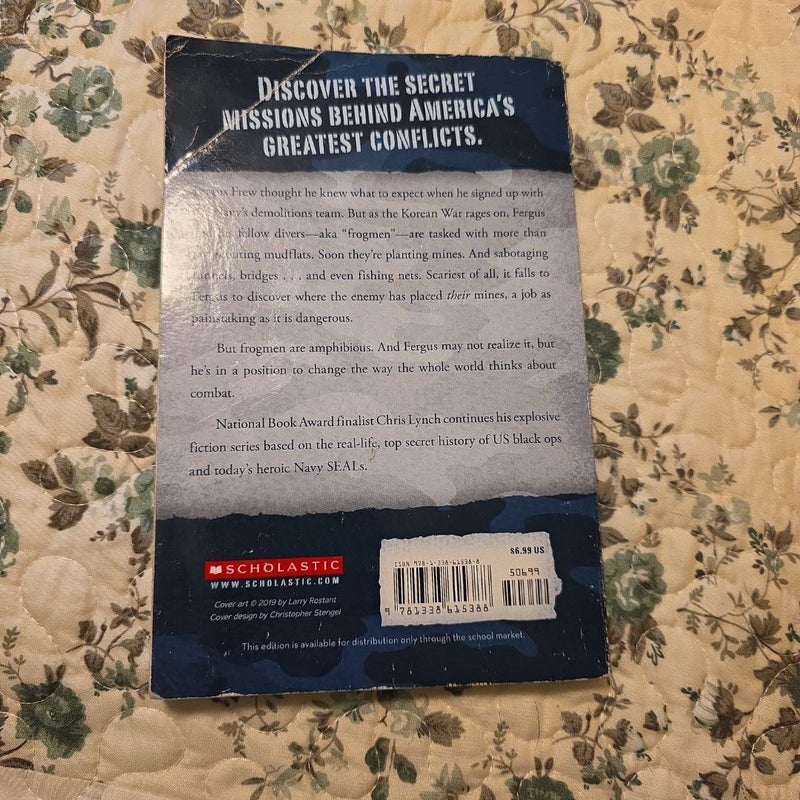 DISCOVER THE SECRET
MISSIONS BEHIND AMERICA'S
GREATEST CONFLICTS.
Frew thought he knew what to expect when he signed up with
demolitions team. But as the Korean War rages on, Fergus
fellow divers—aka “frogmen”—are tasked with more than
mudflats. Soon they're planting mines. And sabotaging
bridges . . . and even fishing nets. Scariest of all, it falls to
Fergus to discover where the enemy has placed their mines, a job as
painstaking as it is dangerous.
But frogmen are amphibious. And Fergus may not realize it, but
he's in a position to change the way the whole world thinks about
combat.
National Book Award finalist Chris Lynch continues his explosive
fiction series based on the real-life, top secret history of US black ops
and today's heroic Navy SEALs.
SCHOLASTIC
WWW.SCHOLASTIC.COM
Cover art © 2019 by Larry Rostant
Cover design by Christopher Stengel
$6.99 US
ISBN 978-1-338-61538-8
50699
9 781338 615388
This edition is available for distribution only through the school market.